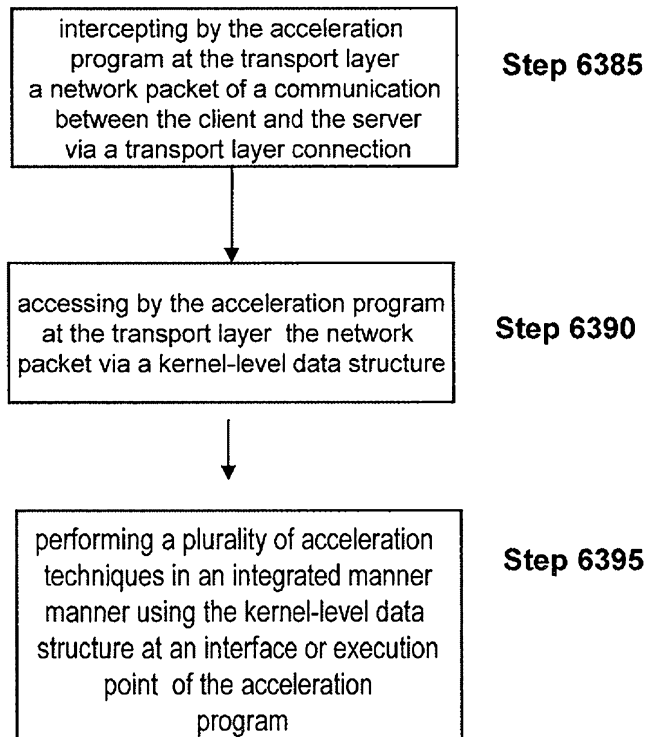 intercepting by the acceleration
program at the transport layer
a network packet of a communication
between the client and the server
via a transport layer connection
Step 6385
accessing by the acceleration program
at the transport layer the network
packet via a kernel-level data structure
Step 6390
performing a plurality of acceleration
techniques in an integrated manner
manner using the kernel-level data
structure at an interface or execution
point of the acceleration
program
Step 6395